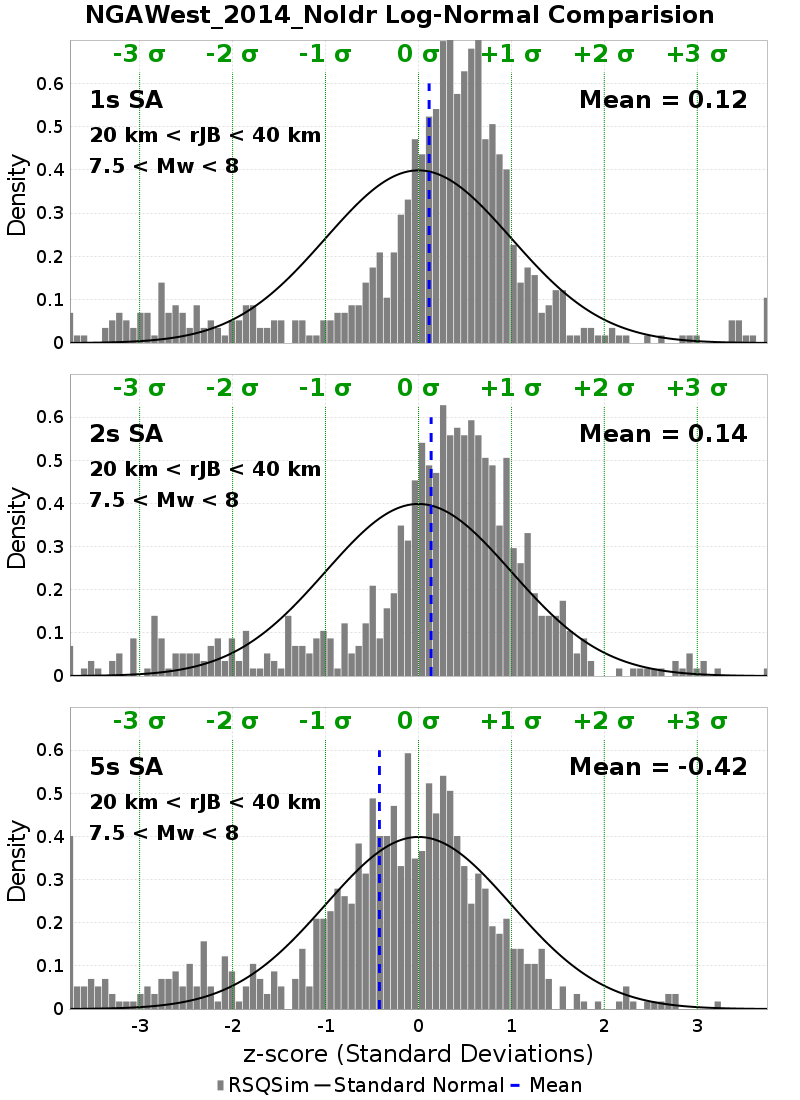 NGAWest_2014_NoIdr Log-Normal Comparision
-3 σ -2 σ -1 σ 0 σ +1 σ +2 σ +3 σ
1s SA Mean = 0.12
20 km < rJB < 40 km
7.5 < Mw < 8
Density
0.6
0.5
0.4
0.3
0.2
0.1
0
-3 σ -2 σ -1 σ 0 σ +1 σ +2 σ +3 σ
2s SA Mean = 0.14
20 km < rJB < 40 km
7.5 < Mw < 8
Density
0.6
0.5
0.4
0.3
0.2
0.1
0
-3 σ -2 σ -1 σ 0 σ +1 σ +2 σ +3 σ
5s SA Mean = -0.42
20 km < rJB < 40 km
7.5 < Mw < 8
Density
0.6
0.5
0.4
0.3
0.2
0.1
0
-3 -2 -1 0 1 2 3
z-score (Standard Deviations)
RSQSim Standard Normal Mean